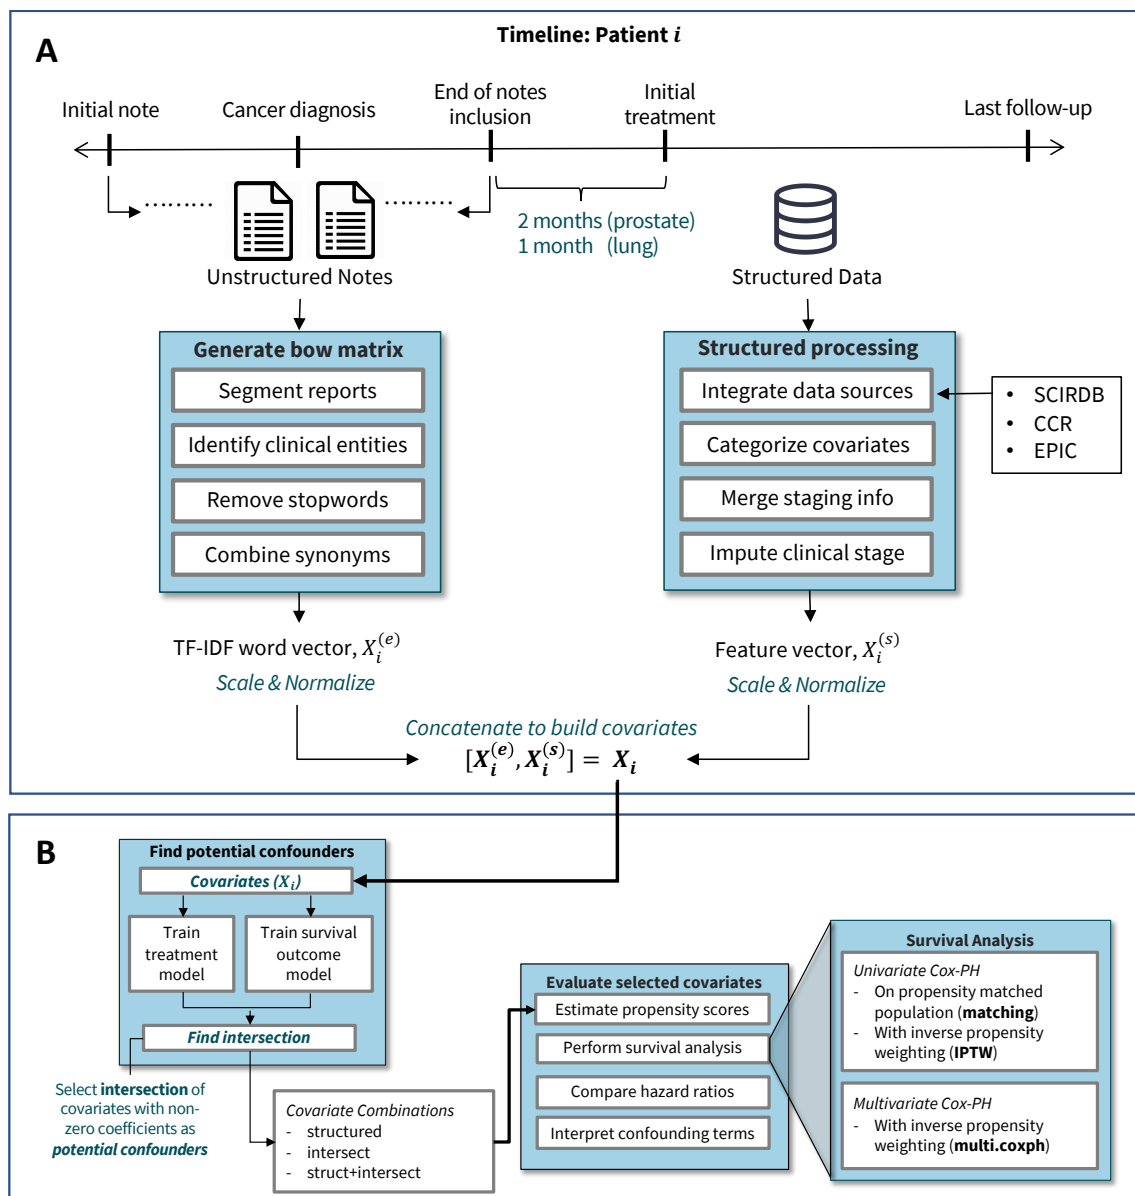 A
Timeline: Patient i
Initial note
Cancer diagnosis
End of notes
inclusion
Initial
treatment
Last follow-up
2 months (prostate)
1 month (lung)
Unstructured Notes
Structured Data
Generate bow matrix
Segment reports
Identify clinical entities
Remove stopwords
Combine synonyms
Structured processing
Integrate data sources
Categorize covariates
Merge staging info
Impute clinical stage
• SCIRDB
• CCR
• EPIC
TF-IDF word vector, X_i^(e)
Scale & Normalize
Feature vector, X_i^(s)
Scale & Normalize
Concatenate to build covariates
[X_i^(e), X_i^(s)] = X_i
B
Find potential confounders
Covariates (X_i)
Train
treatment
model
Train survival
outcome
model
Find intersection
Select intersection of
covariates with non-
zero coefficients as
potential confounders
Covariate Combinations
- structured
- intersect
- struct+intersect
Evaluate selected covariates
Estimate propensity scores
Perform survival analysis
Compare hazard ratios
Interpret confounding terms
Survival Analysis
Univariate Cox-PH
- On propensity matched
population (matching)
- With inverse propensity
weighting (IPTW)
Multivariate Cox-PH
- With inverse propensity
weighting (multi.coxph)